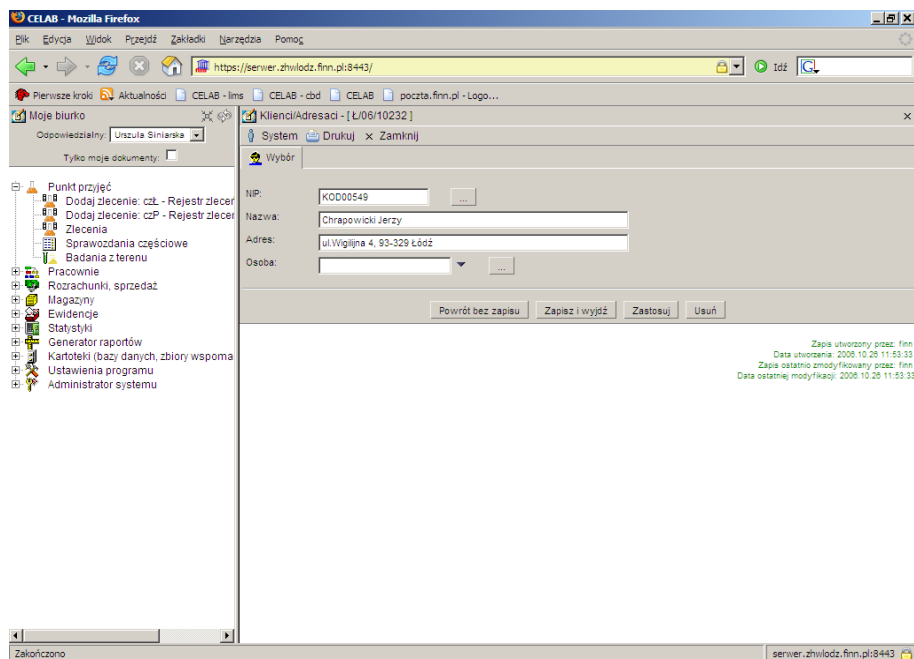 CELAB - Mozilla Firefox
Plik Edycja Widok Przejdź Zakładki Narzędzia Pomoc
https://serwer.zhwlodz.finn.pl:8443/ Idź G
Pierwsze kroki Aktualności CELAB - lims CELAB - cbd CELAB poczta.finn.pl - Logo...
Moje biurko
Odpowiedzialny: Urszula Siniarska
Tylko moje dokumenty:
Punkt przyjęć
Dodaj zlecenie: czŁ - Rejestr zlecer
Dodaj zlecenie: czP - Rejestr zlecer
Zlecenia
Sprawozdania częściowe
Badania z terenu
Pracownie
Rozrachunki, sprzedaż
Magazyny
Ewidencje
Statystyki
Generator raportów
Kartoteki (bazy danych, zbiory wspoma
Ustawienia programu
Administrator systemu
Klienci/Adresaci - [ Ł/06/10232 ]
System Drukuj Zamknij
Wybór
NIP: KOD00549 ...
Nazwa: Chrapowicki Jerzy
Adres: ul.Wigilijna 4, 93-329 Łódź
Osoba: ...
Powrót bez zapisu Zapisz i wyjdź Zastosuj Usuń
Zapis utworzony przez: finn
Data utworzenia: 2006.10.26 11:53:33
Zapis ostatnio zmodyfikowany przez: finn
Data ostatniej modyfikacji: 2006.10.26 11:53:33
Zakończono serwer.zhwlodz.finn.pl:8443